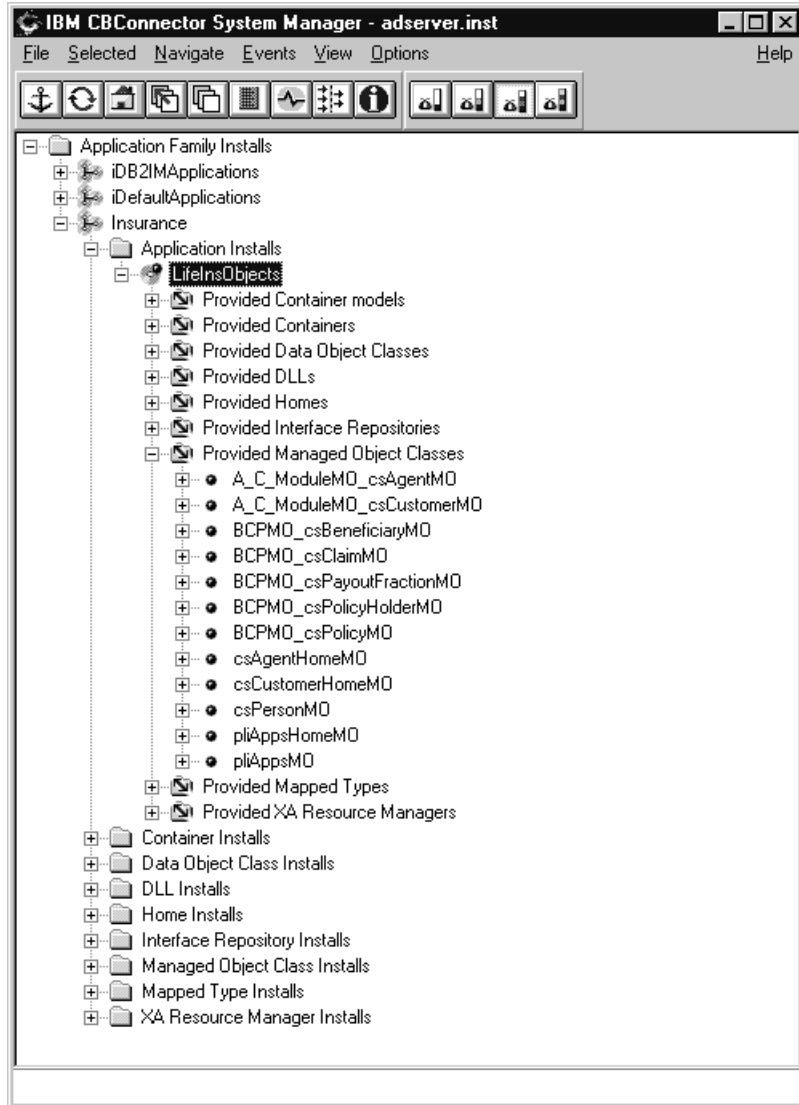 IBM CBConnector System Manager - adserver.inst
File Selected Navigate Events View Options Help
Application Family Installs
iDB2IMApplications
iDefaultApplications
Insurance
Application Installs
LifeInsObjects
Provided Container models
Provided Containers
Provided Data Object Classes
Provided DLLs
Provided Homes
Provided Interface Repositories
Provided Managed Object Classes
A_C_ModuleMO_csAgentMO
A_C_ModuleMO_csCustomerMO
BCPMO_csBeneficiaryMO
BCPMO_csClaimMO
BCPMO_csPayoutFractionMO
BCPMO_csPolicyHolderMO
BCPMO_csPolicyMO
csAgentHomeMO
csCustomerHomeMO
csPersonMO
pliAppsHomeMO
pliAppsMO
Provided Mapped Types
Provided XA Resource Managers
Container Installs
Data Object Class Installs
DLL Installs
Home Installs
Interface Repository Installs
Managed Object Class Installs
Mapped Type Installs
XA Resource Manager Installs